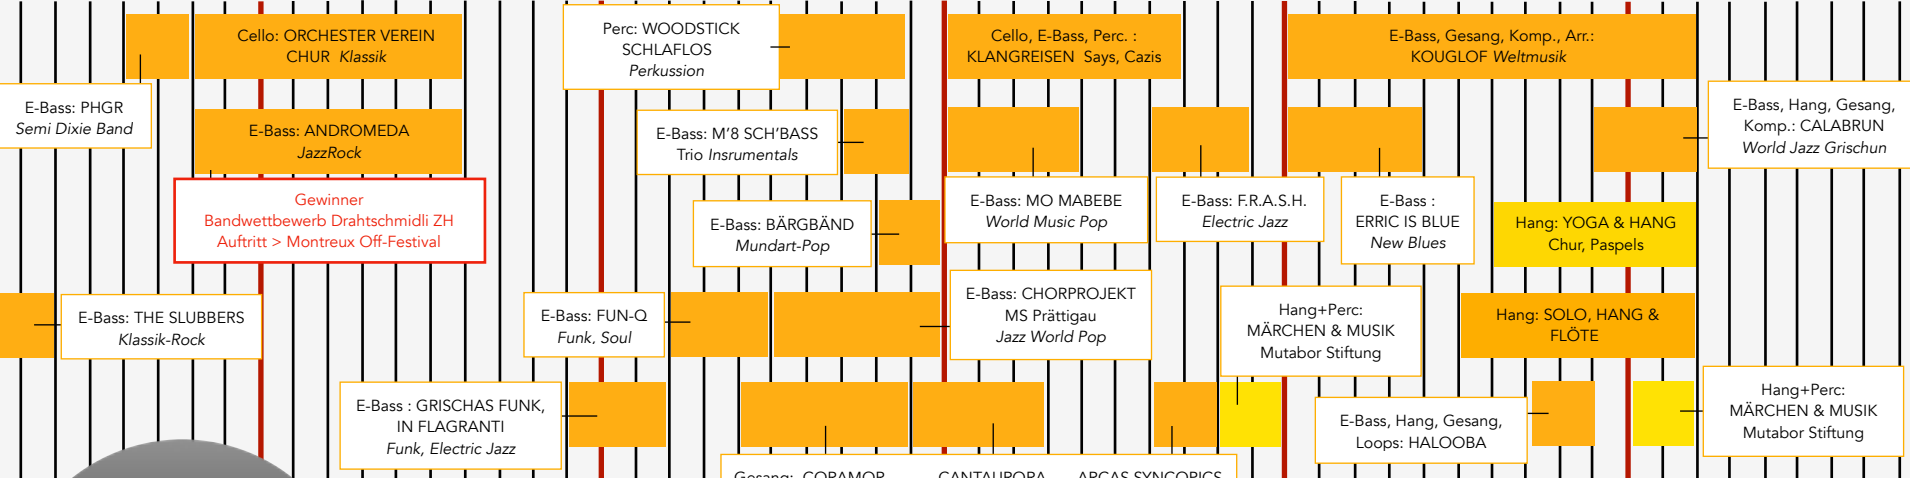 Cello: ORCHESTER VEREIN
CHUR Klassik
Perc: WOODSTICK
SCHLAFLOS
Perkussion
Cello, E-Bass, Perc. :
KLANGREISEN Says, Cazis
E-Bass, Gesang, Komp., Arr.:
KOUGLOF Weltmusik
E-Bass: PHGR
Semi Dixie Band
E-Bass: ANDROMEDA
JazzRock
E-Bass: M'8 SCH'BASS
Trio Insrumentals
E-Bass, Hang, Gesang,
Komp.: CALABRUN
World Jazz Grischun
Gewinner
Bandwettbewerb Drahtschmidli ZH
Auftritt > Montreux Off-Festival
E-Bass: BÄRGBÄND
Mundart-Pop
E-Bass: MO MABEBE
World Music Pop
E-Bass: F.R.A.S.H.
Electric Jazz
E-Bass :
ERRIC IS BLUE
New Blues
Hang: YOGA & HANG
Chur, Paspels
E-Bass: THE SLUBBERS
Klassik-Rock
E-Bass: FUN-Q
Funk, Soul
E-Bass: CHORPROJEKT
MS Prättigau
Jazz World Pop
Hang+Perc:
MÄRCHEN & MUSIK
Mutabor Stiftung
Hang: SOLO, HANG &
FLÖTE
E-Bass : GRISCHAS FUNK,
IN FLAGRANTI
Funk, Electric Jazz
E-Bass, Hang, Gesang,
Loops: HALOOBA
Hang+Perc:
MÄRCHEN & MUSIK
Mutabor Stiftung
Gesang: CORAMOR CANTAURORA ARCAS SYNCOPICS